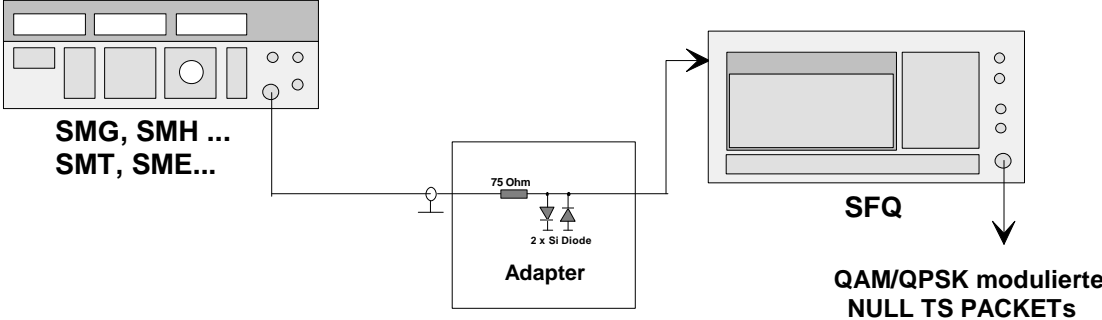 SMG, SMH ...
SMT, SME...
75 Ohm
2 x Si Diode
Adapter
SFQ
QAM/QPSK modulierte
NULL TS PACKETs